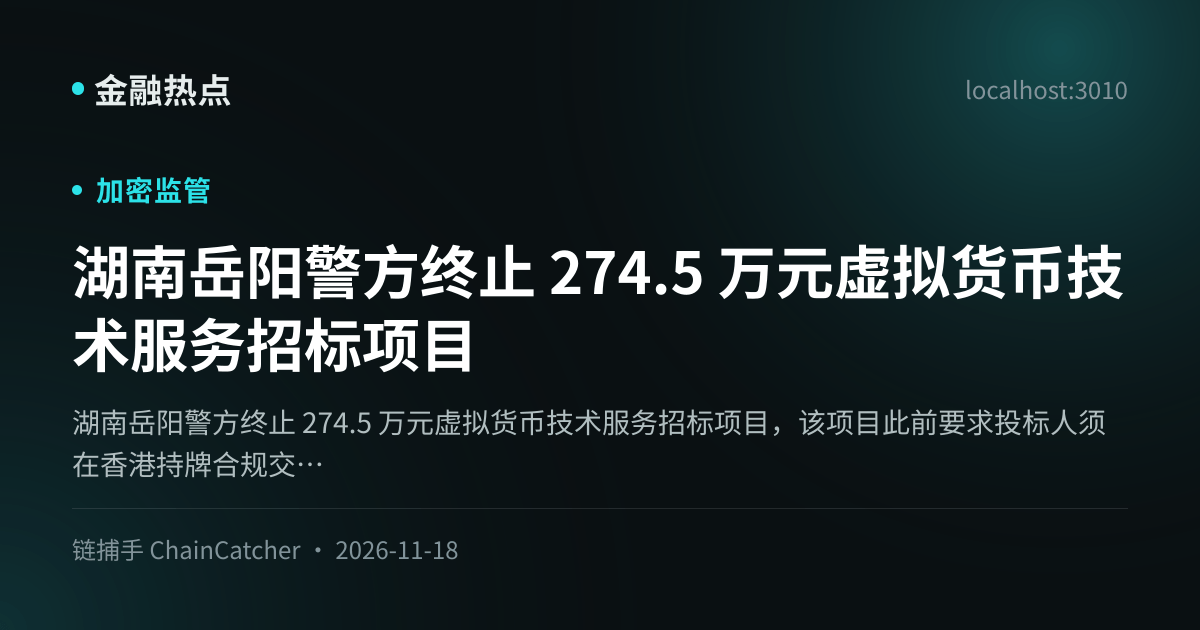 金融热点
localhost:3010
加密监管
湖南岳阳警方终止 274.5 万元虚拟货币技
术服务招标项目
湖南岳阳警方终止 274.5 万元虚拟货币技术服务招标项目，该项目此前要求投标人须
在香港持牌合规交…
链捕手 ChainCatcher · 2026-11-18